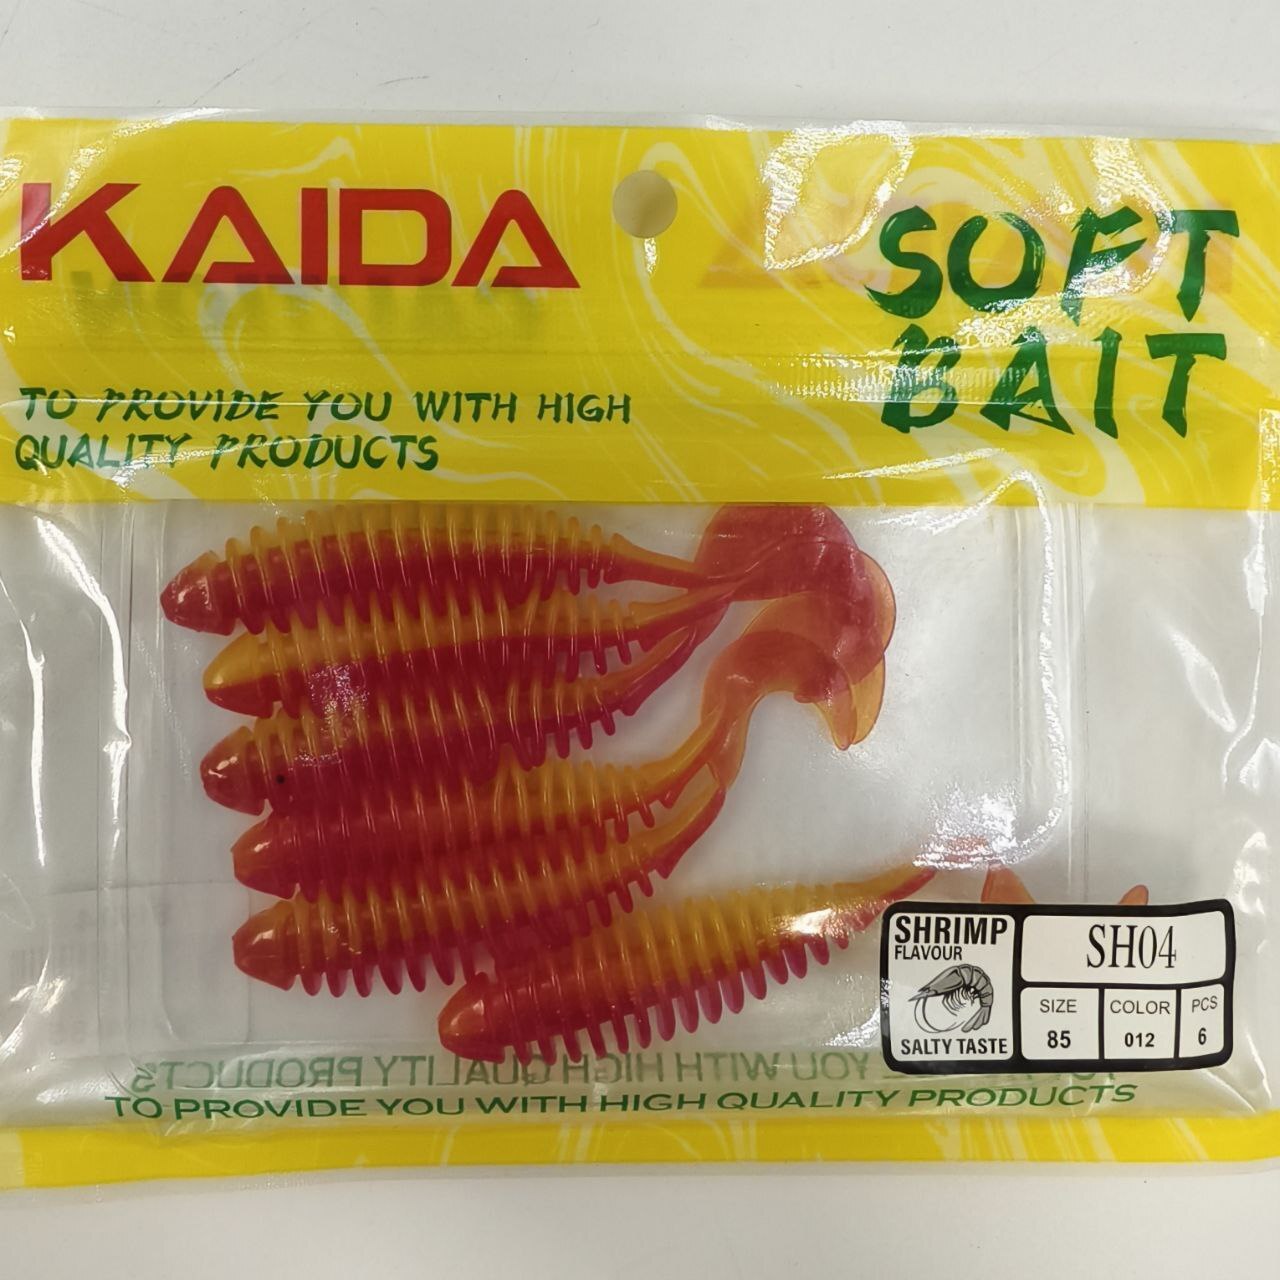 KAIDA
SOFT
BAIT
TO PROVIDE YOU WITH HIGH
QUALITY PRODUCTS
SHRIMP
FLAVOUR
SALTY TASTE
SH04
SIZE
85
COLOR
012
PCS
6
TO PROVIDE YOU WITH HIGH QUALITY PRODUCTS